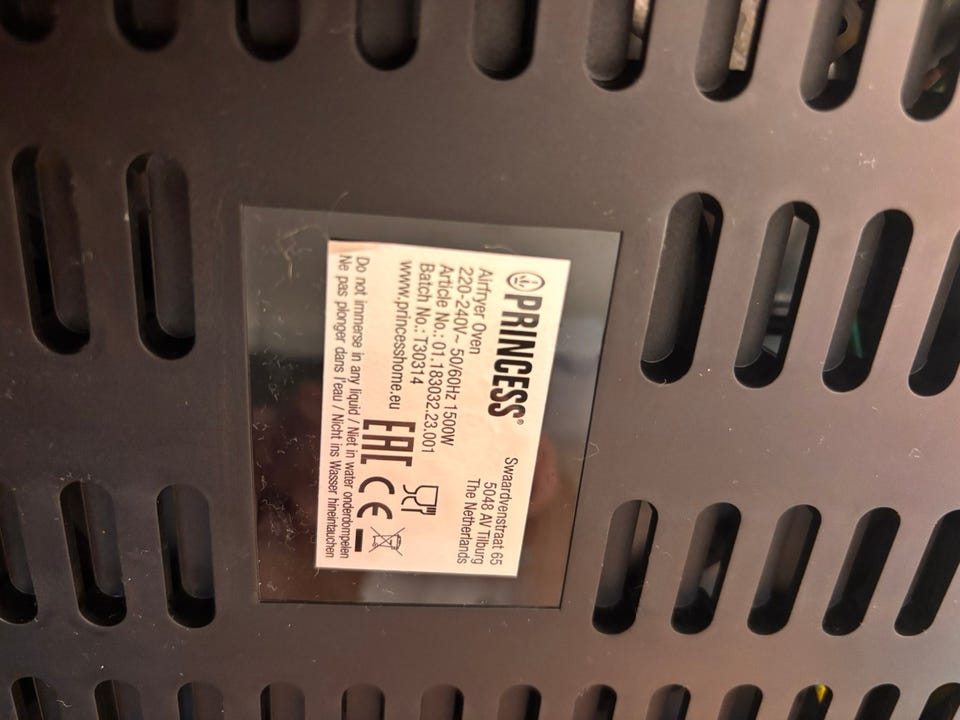 PRINCESS®
Swaardvenstraat 65
5048 AV Tilburg
The Netherlands
Airfryer Oven
220-240V~ 50/60Hz 1500W
Article No.: 01.183032.23.001
Batch No.: T30314
www.princesshome.eu
EAC CE
Do not immerse in any liquid / Niet in water onderdompelen
Ne pas plonger dans l'eau / Nicht ins Wasser hineintauchen